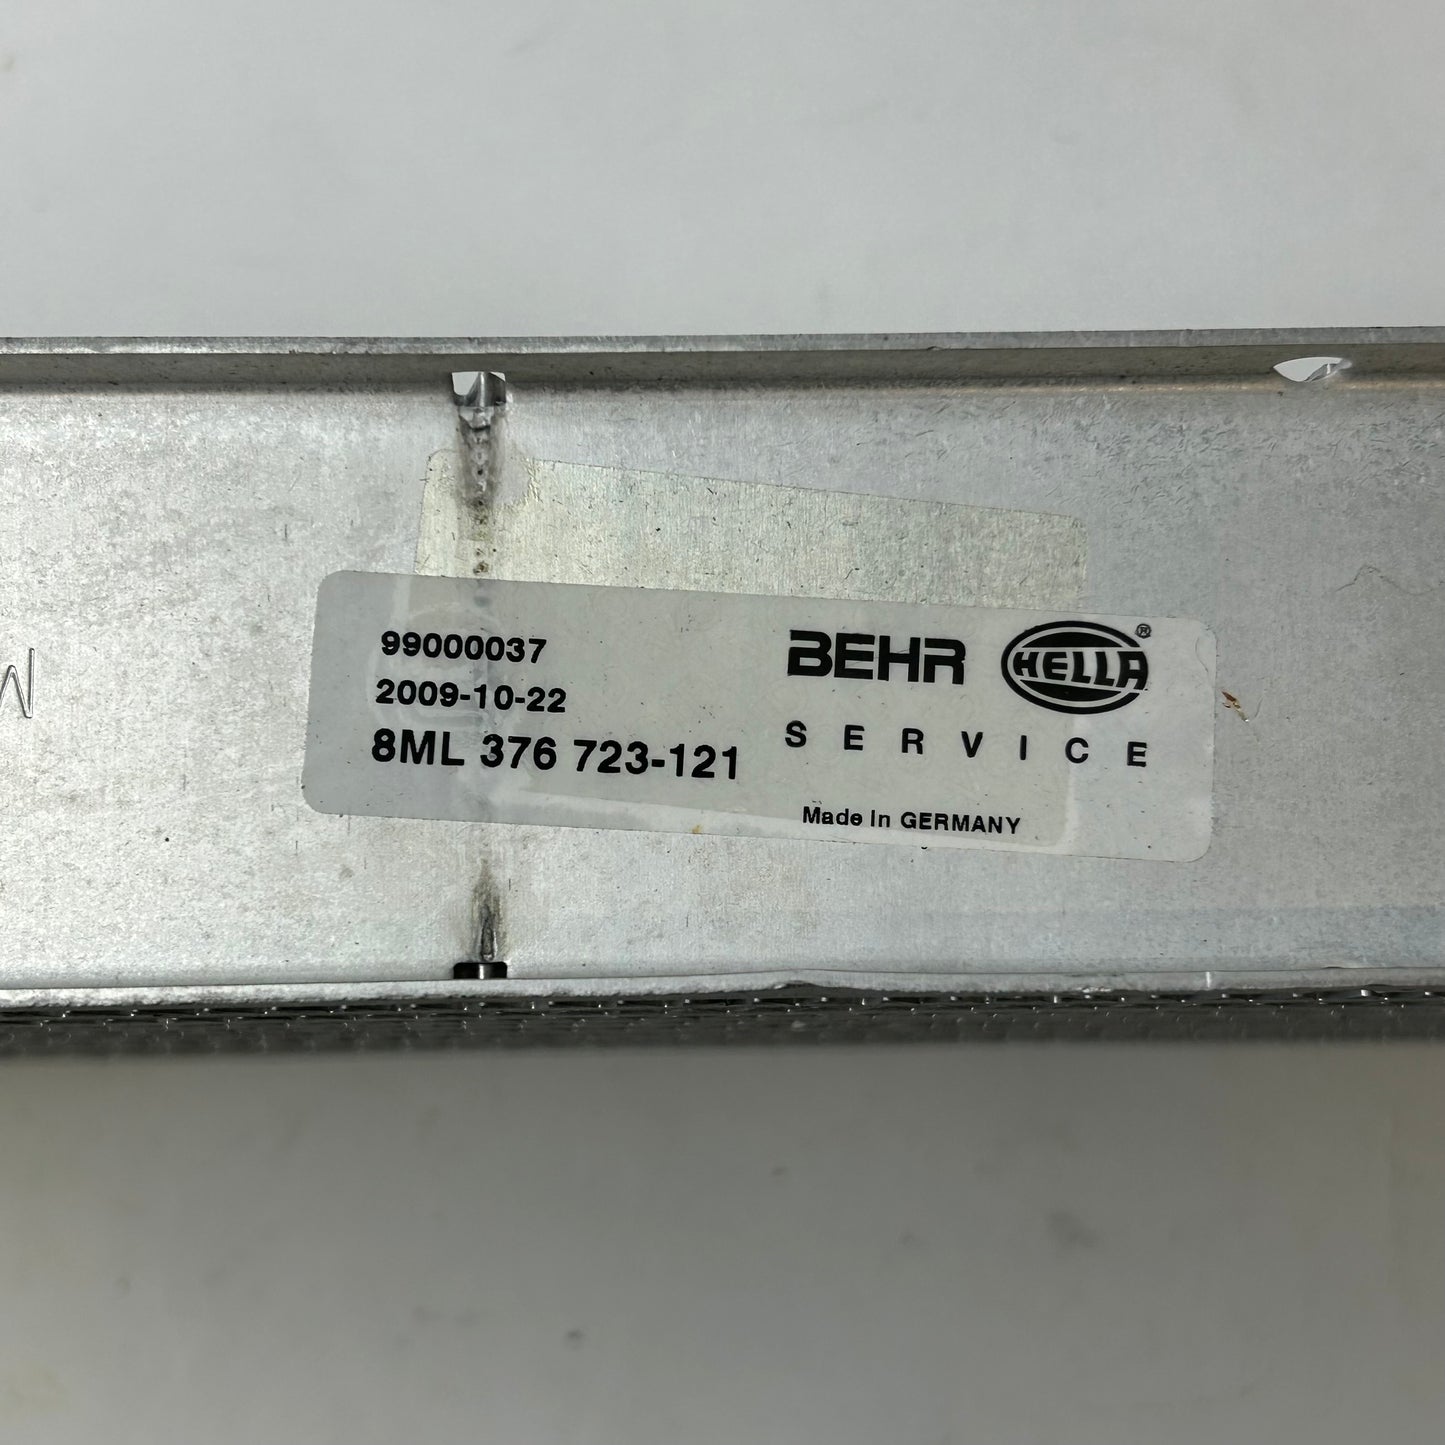 99000037
2009-10-22
8ML 376 723-121
BEHR HELLA®
SERVICE
Made in GERMANY
M